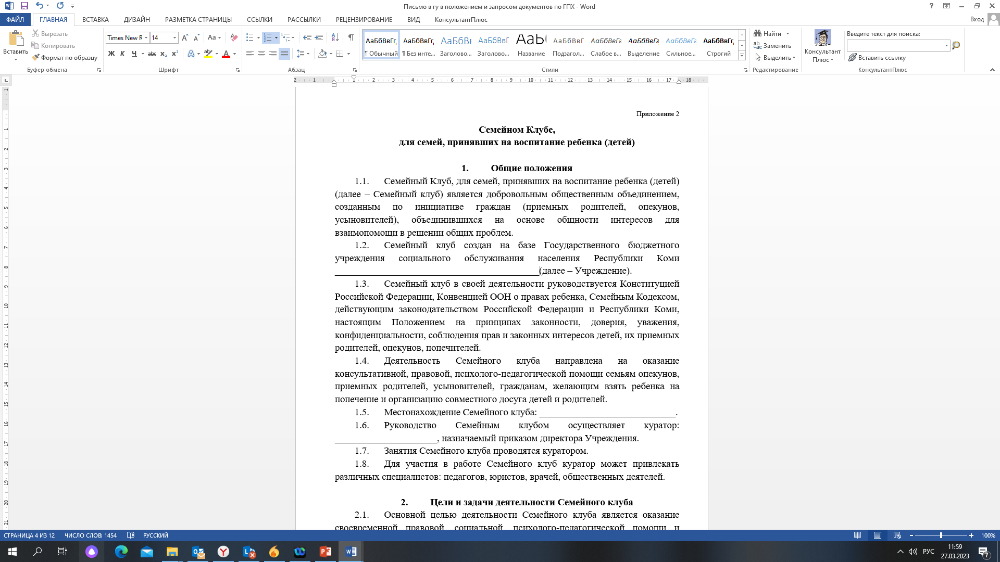 Письмо в гу в положением и запросом документов по ГПХ - Word
ФАЙЛ ГЛАВНАЯ ВСТАВКА ДИЗАЙН РАЗМЕТКА СТРАНИЦЫ ССЫЛКИ РАССЫЛКИ РЕЦЕНЗИРОВАНИЕ ВИД КонсультантПлюс Вход
Вставить
Вырезать
Копировать
Формат по образцу
Буфер обмена
Times New R 14
Ж К Ч abc x₂ x²
Шрифт
Абзац
АаБбВвГг, АаБбВвГг, АаБбВв АаБбВвГ АаБ АаБбВвГ АаБбВвГг АаБбВвГг АаБбВвГг АаБбВвГг,
¶ Обычный ¶ Без инте... Заголово... Заголово... Название Подзагол... Слабое в... Выделение Сильное... Строгий
Стили
Найти
Заменить
Выделить
Редактирование
Консультант Плюс
Введите текст для поиска:
Вставить ссылку
КонсультантПлюс
2 1 1 2 3 4 5 6 7 8 9 10 11 12 13 14 15 16 17 18
Приложение 2
Семейном Клубе,
для семей, принявших на воспитание ребенка (детей)
1. Общие положения
1.1. Семейный Клуб, для семей, принявших на воспитание ребенка (детей)
(далее – Семейный клуб) является добровольным общественным объединением,
созданным по инициативе граждан (приемных родителей, опекунов,
усыновителей), объединившихся на основе общности интересов для
взаимопомощи в решении общих проблем.
1.2. Семейный клуб создан на базе Государственного бюджетного
учреждения социального обслуживания населения Республики Коми
__________________________________________(далее – Учреждение).
1.3. Семейный клуб в своей деятельности руководствуется Конституцией
Российской Федерации, Конвенцией ООН о правах ребенка, Семейным Кодексом,
действующим законодательством Российской Федерации и Республики Коми,
настоящим Положением на принципах законности, доверия, уважения,
конфиденциальности, соблюдения прав и законных интересов детей, их приемных
родителей, опекунов, попечителей.
1.4. Деятельность Семейного клуба направлена на оказание
консультативной, правовой, психолого-педагогической помощи семьям опекунов,
приемных родителей, усыновителей, гражданам, желающим взять ребенка на
попечение и организацию совместного досуга детей и родителей.
1.5. Местонахождение Семейного клуба: ____________________________.
1.6. Руководство Семейным клубом осуществляет куратор:
_____________________, назначаемый приказом директора Учреждения.
1.7. Занятия Семейного клуба проводятся куратором.
1.8. Для участия в работе Семейного клуб куратор может привлекать
различных специалистов: педагогов, юристов, врачей, общественных деятелей.
2. Цели и задачи деятельности Семейного клуба
2.1. Основной целью деятельности Семейного клуба является оказание
своевременной правовой, социальной, психолого-педагогической помощи и
СТРАНИЦА 4 ИЗ 12 ЧИСЛО СЛОВ: 1454 РУССКИЙ 100%
РУС 11:59
27.03.2023
7